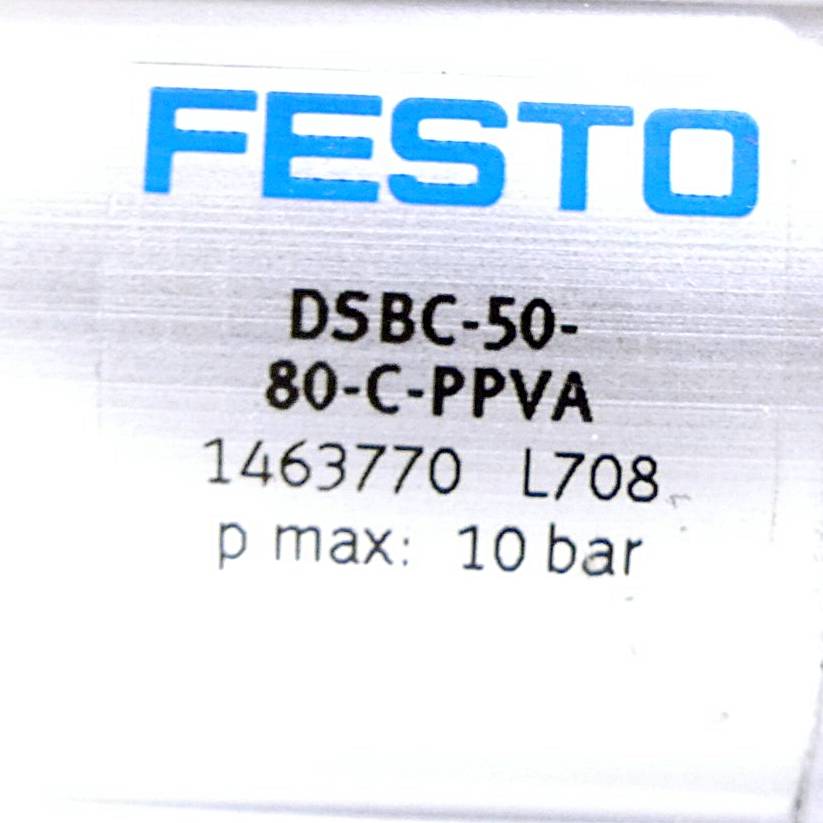 FESTO
DSBC-50-
80-C-PPVA
1463770 L708
p max: 10 bar